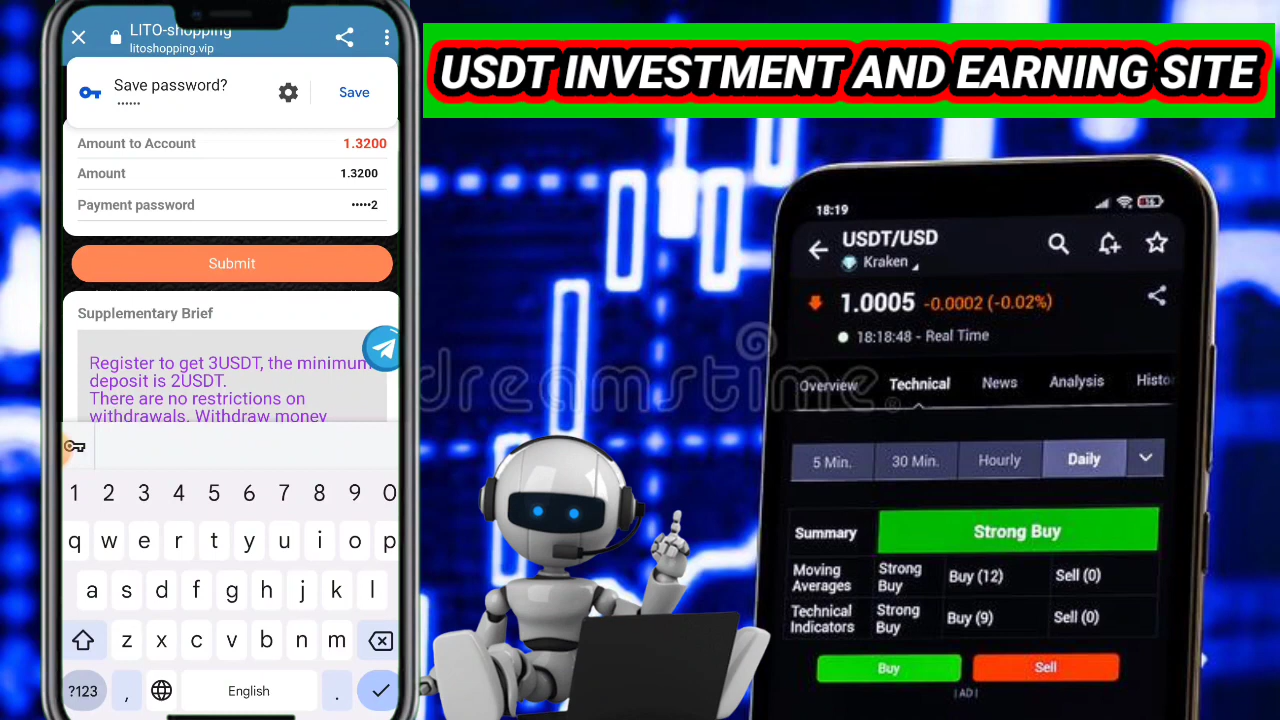 LITO-shopping
litoshopping.vip
USDT INVESTMENT AND EARNING SITE
Save password?
••••••
Save
Amount to Account 1.3200
Amount 1.3200
Payment password •••••2
Submit
Supplementary Brief
Register to get 3USDT, the minimum
deposit is 2USDT.
There are no restrictions on
withdrawals. Withdraw money
1 2 3 4 5 6 7 8 9 0
q w e r t y u i o p
a s d f g h j k l
z x c v b n m
?123 , English .
dreamstime®
18:19
16
USDT/USD
Kraken
1.0005 -0.0002 (-0.02%)
18:18:48 - Real Time
Overview Technical News Analysis Histo
5 Min. 30 Min. Hourly Daily
Summary Strong Buy
Moving
Averages
Strong
Buy
Buy (12) Sell (0)
Technical
Indicators
Strong
Buy
Buy (9) Sell (0)
Buy Sell
|AD|